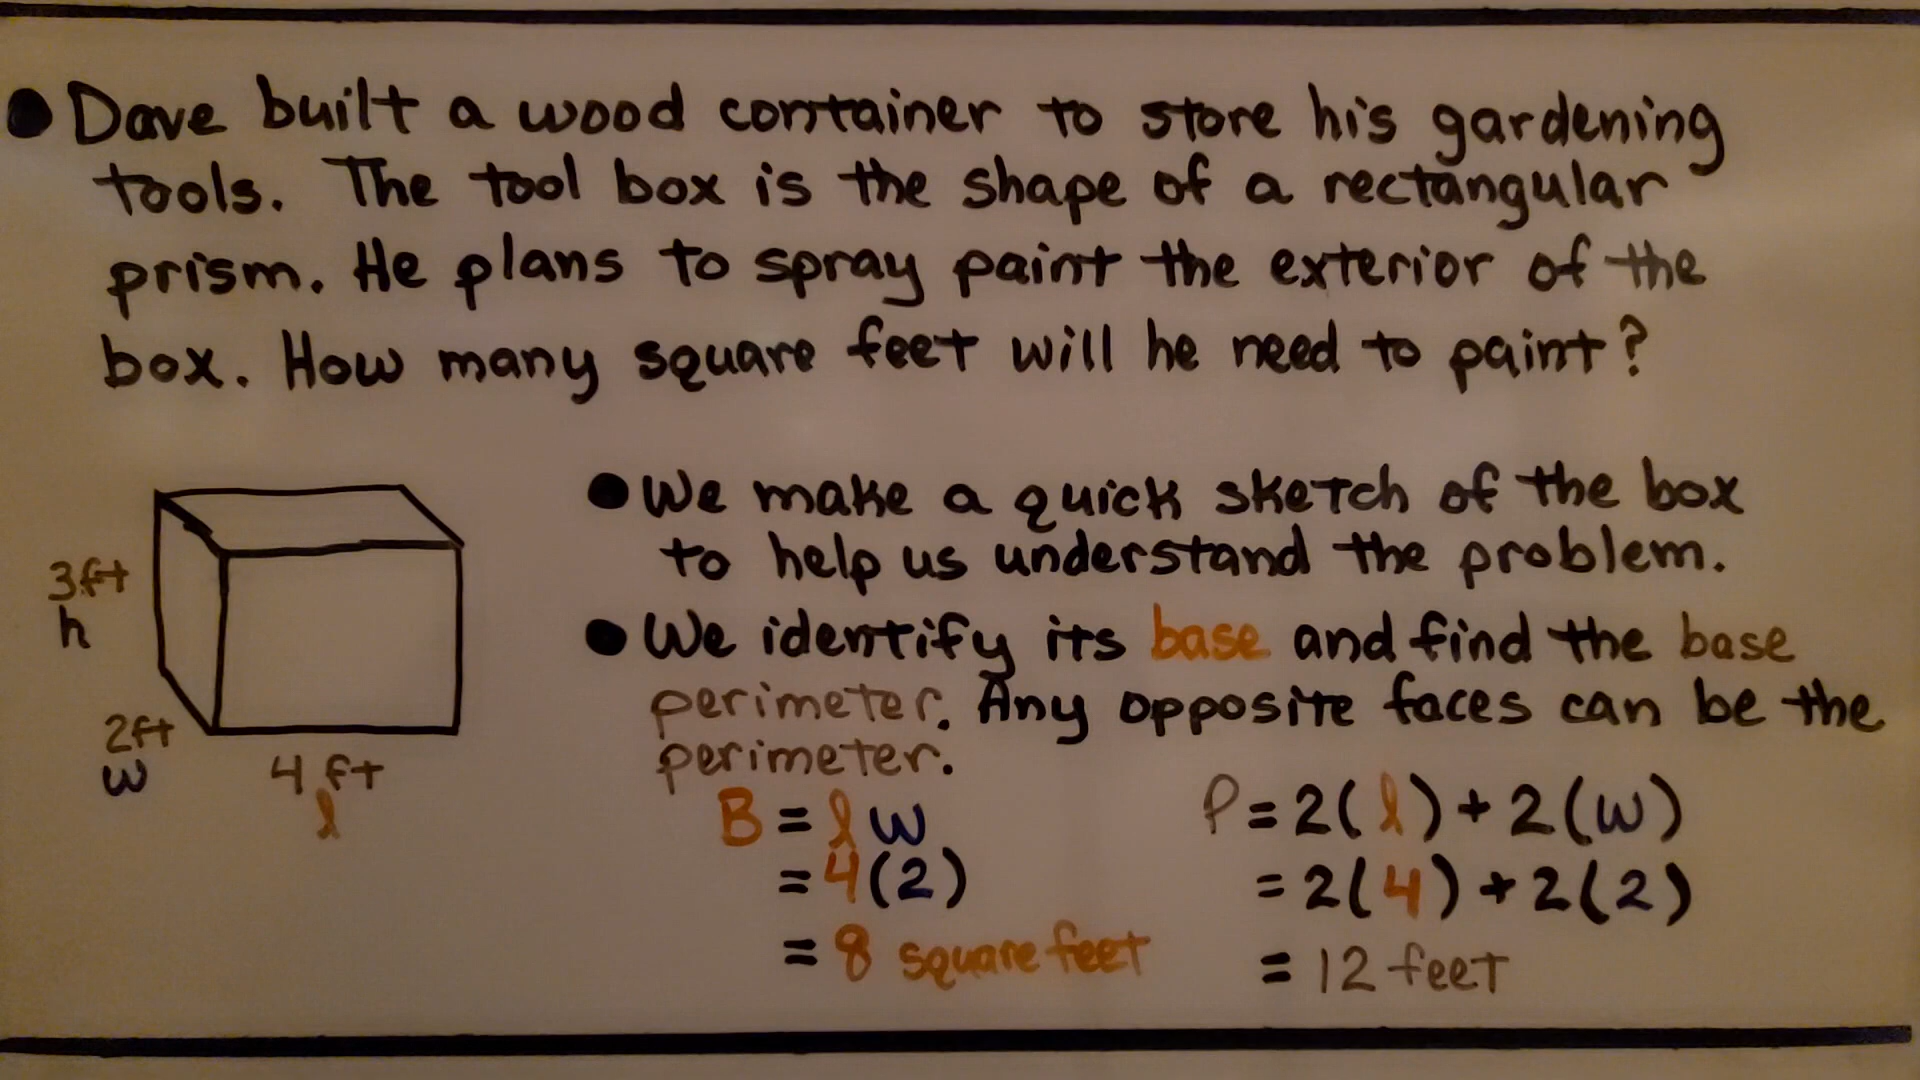 Dave built a wood container to store his gardening
tools. The tool box is the shape of a rectangular
prism. He plans to spray paint the exterior of the
box. How many square feet will he need to paint?
3ft
h
2ft
w
4 ft
l
We make a quick sketch of the box
to help us understand the problem.
We identify its base and find the base
perimeter. Any opposite faces can be the
perimeter.
B = lw
= 4(2)
= 8 square feet
P = 2(l) + 2(w)
= 2(4) + 2(2)
= 12 feet